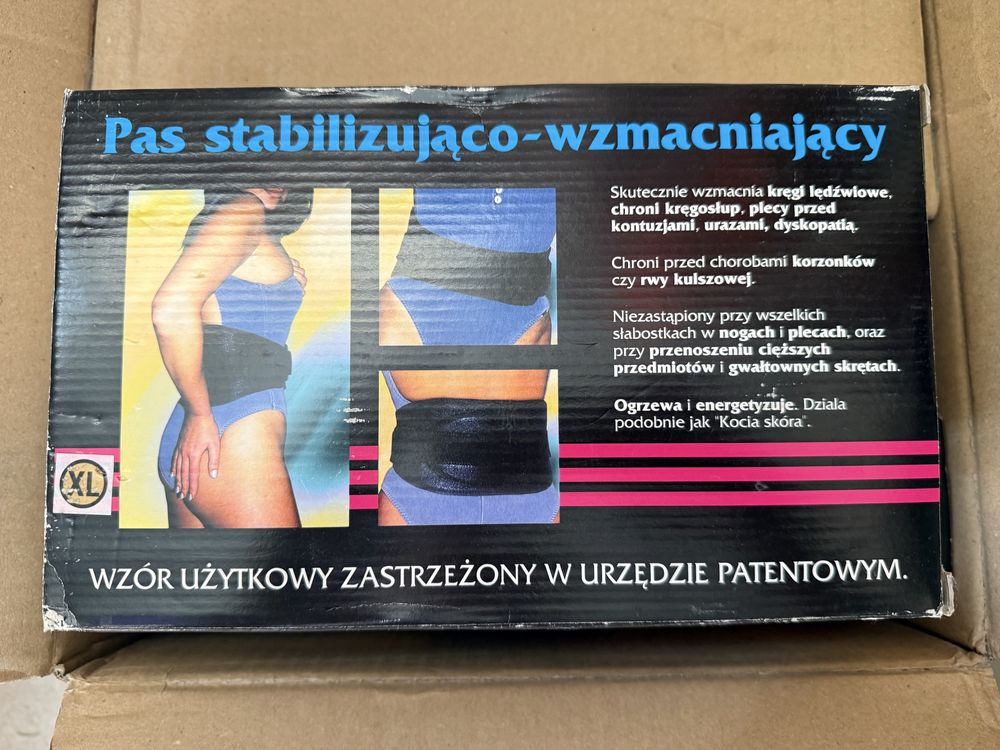 Pas stabilizująco-wzmacniający
Skutecznie wzmacnia kręgi lędźwiowe,
chroni kręgosłup, plecy przed
kontuzjami, urazami, dyskopatią.
Chroni przed chorobami korzonków
czy rwy kulszowej.
Niezastąpiony przy wszelkich
słabostkach w nogach i plecach, oraz
przy przenoszeniu cięższych
przedmiotów i gwałtownych skrętach.
Ogrzewa i energetyzuje. Dziala
podobnie jak "Kocia skóra".
XL
WZÓR UŻYTKOWY ZASTRZEŻONY W URZĘDZIE PATENTOWYM.